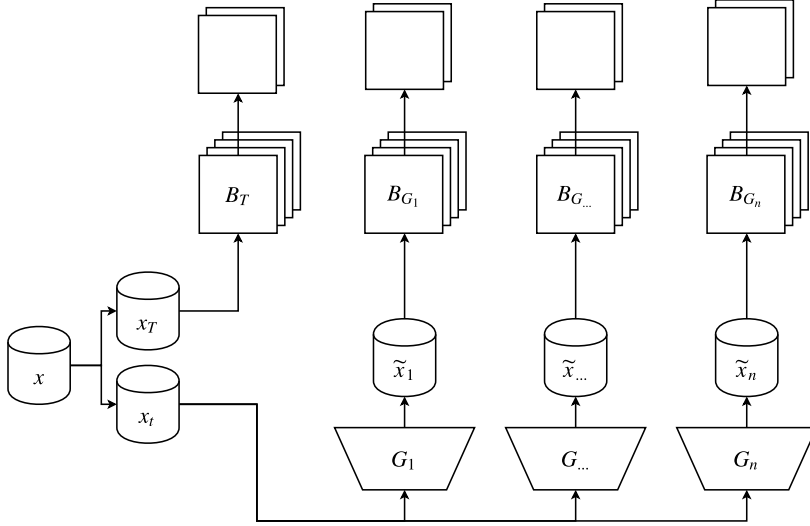 B_T B_{G_1} B_{G_{...}} B_{G_n}
x_T
x x̃_1 x̃_{...} x̃_n
x_t
G_1 G_{...} G_n